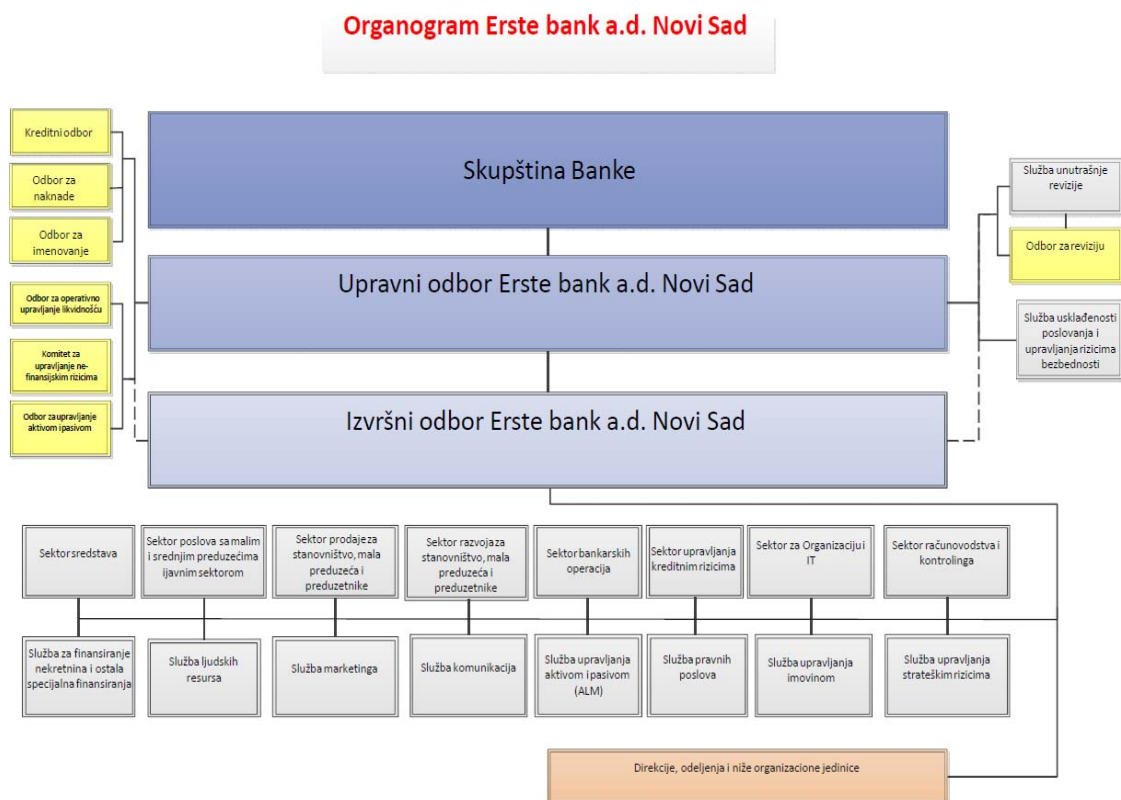 Organogram Erste bank a.d. Novi Sad
Kreditni odbor
Odbor za
naknade
Odbor za
imenovanje
Odbor za operativno
upravljanje likvidnošću
Komitet za
upravljanje ne-
finansijskim rizicima
Odbor za upravljanje
aktivom i pasivom
Skupština Banke
Upravni odbor Erste bank a.d. Novi Sad
Izvršni odbor Erste bank a.d. Novi Sad
Služba unutrašnje
revizije
Odbor za reviziju
Služba usklađenosti
poslovanja i
upravljanja rizicima
bezbednosti
Sektor sredstava
Sektor poslova sa malim
i srednjim preduzećima
i javnim sektorom
Sektor prodaje za
stanovništvo, mala
preduzeća i
preduzetnike
Sektor razvoja za
stanovništvo, mala
preduzeća i
preduzetnike
Sektor bankarskih
operacija
Sektor upravljanja
kreditnim rizicima
Sektor za Organizaciju i
IT
Sektor računovodstva i
kontrolinga
Služba za finansiranje
nekretnina i ostala
specijalna finansiranja
Služba ljudskih
resursa
Služba marketinga
Služba komunikacija
Služba upravljanja
aktivom i pasivom
(ALM)
Služba pravnih
poslova
Služba upravljanja
imovinom
Služba upravljanja
strateškim rizicima
Direkcije, odeljenja i niže organizacione jedinice